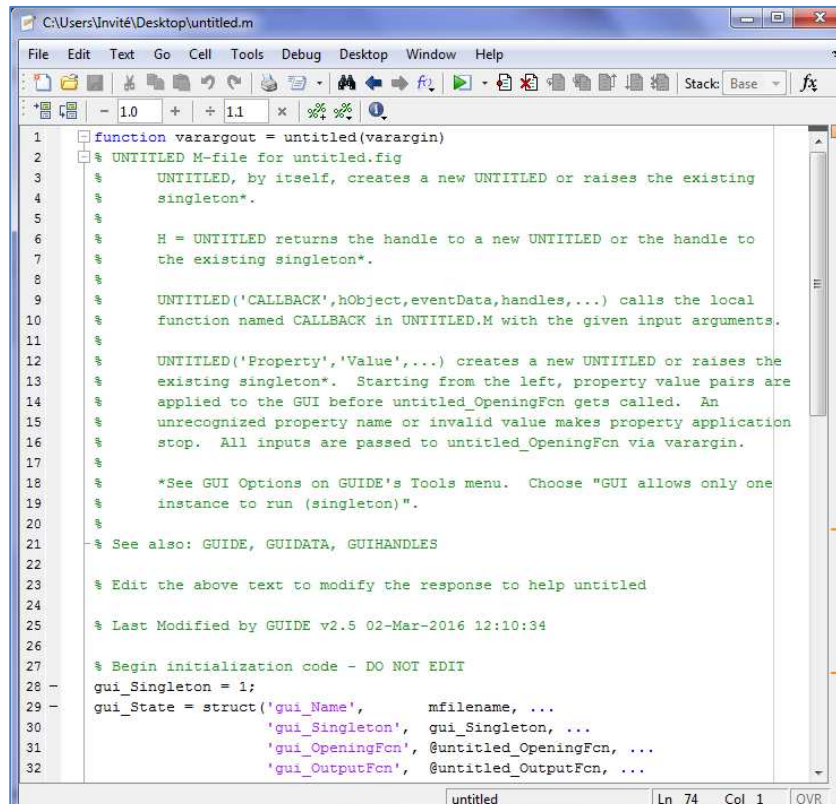 C:\Users\Invité\Desktop\untitled.m
File Edit Text Go Cell Tools Debug Desktop Window Help
Stack: Base fx
- 1.0 + ÷ 1.1 ×
1 function varargout = untitled(varargin)
2 % UNTITLED M-file for untitled.fig
3 % UNTITLED, by itself, creates a new UNTITLED or raises the existing
4 % singleton*.
5 %
6 % H = UNTITLED returns the handle to a new UNTITLED or the handle to
7 % the existing singleton*.
8 %
9 % UNTITLED('CALLBACK',hObject,eventData,handles,...) calls the local
10 % function named CALLBACK in UNTITLED.M with the given input arguments.
11 %
12 % UNTITLED('Property','Value',...) creates a new UNTITLED or raises the
13 % existing singleton*. Starting from the left, property value pairs are
14 % applied to the GUI before untitled_OpeningFcn gets called. An
15 % unrecognized property name or invalid value makes property application
16 % stop. All inputs are passed to untitled_OpeningFcn via varargin.
17 %
18 % *See GUI Options on GUIDE's Tools menu. Choose "GUI allows only one
19 % instance to run (singleton)".
20 %
21 % See also: GUIDE, GUIDATA, GUIHANDLES
22
23 % Edit the above text to modify the response to help untitled
24
25 % Last Modified by GUIDE v2.5 02-Mar-2016 12:10:34
26
27 % Begin initialization code - DO NOT EDIT
28 - gui_Singleton = 1;
29 - gui_State = struct('gui_Name', mfilename, ...
30 'gui_Singleton', gui_Singleton, ...
31 'gui_OpeningFcn', @untitled_OpeningFcn, ...
32 'gui_OutputFcn', @untitled_OutputFcn, ...
untitled Ln 74 Col 1 OVR